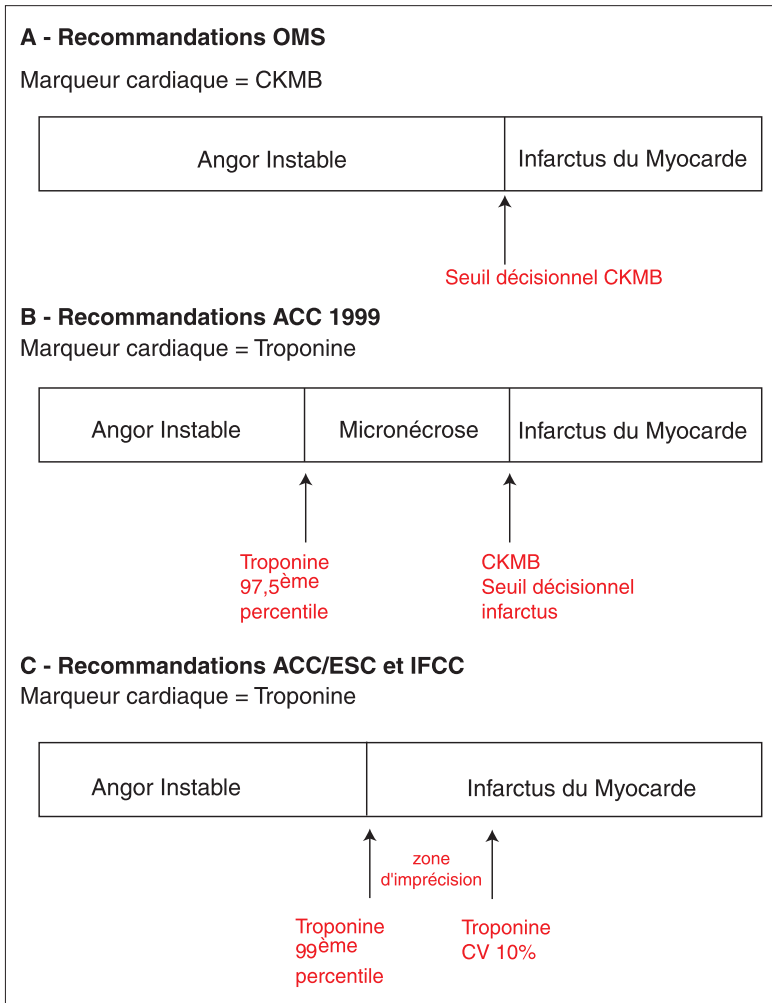 A - Recommandations OMS
Marqueur cardiaque = CKMB
Angor Instable
Infarctus du Myocarde
Seuil décisionnel CKMB
B - Recommandations ACC 1999
Marqueur cardiaque = Troponine
Angor Instable
Micronécrose
Infarctus du Myocarde
Troponine
97,5ème
percentile
CKMB
Seuil décisionnel
infarctus
C - Recommandations ACC/ESC et IFCC
Marqueur cardiaque = Troponine
Angor Instable
Infarctus du Myocarde
zone
d'imprécision
Troponine
99ème
percentile
Troponine
CV 10%